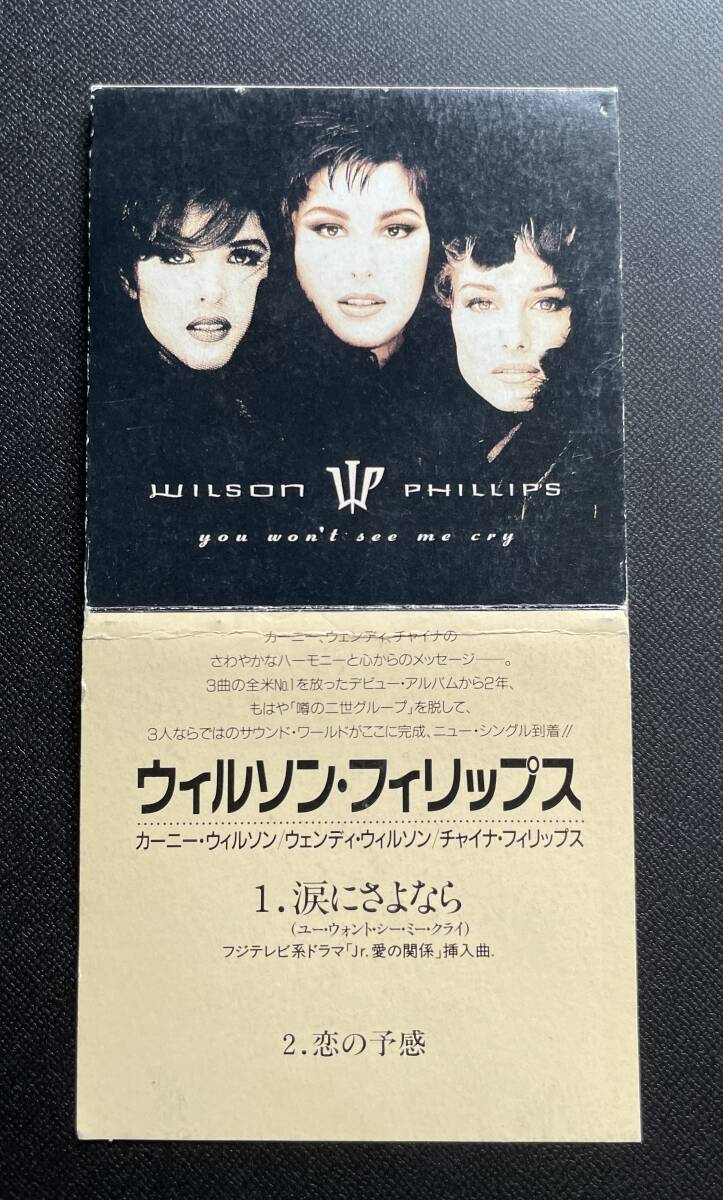 WILSON WP PHILLIPS
you won't see me cry
カーニー、ウェンディ、チャイナの
さわやかなハーモニーと心からのメッセージ――。
3曲の全米No.1を放ったデビュー・アルバムから2年、
もはや「噂の二世グループ」を脱して、
3人ならではのサウンド・ワールドがここに完成、ニュー・シングル到着!!
ウィルソン・フィリップス
カーニー・ウィルソン/ウェンディ・ウィルソン/チャイナ・フィリップス
1.涙にさよなら
(ユー・ウォント・シー・ミー・クライ)
フジテレビ系ドラマ「Jr.愛の関係」挿入曲.
2.恋の予感